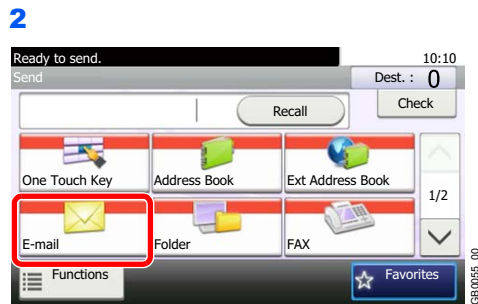 2
Ready to send. 10:10
Send Dest. : 0
Recall Check
One Touch Key Address Book Ext Address Book
1/2
E-mail Folder FAX
Functions Favorites
GB0055_00